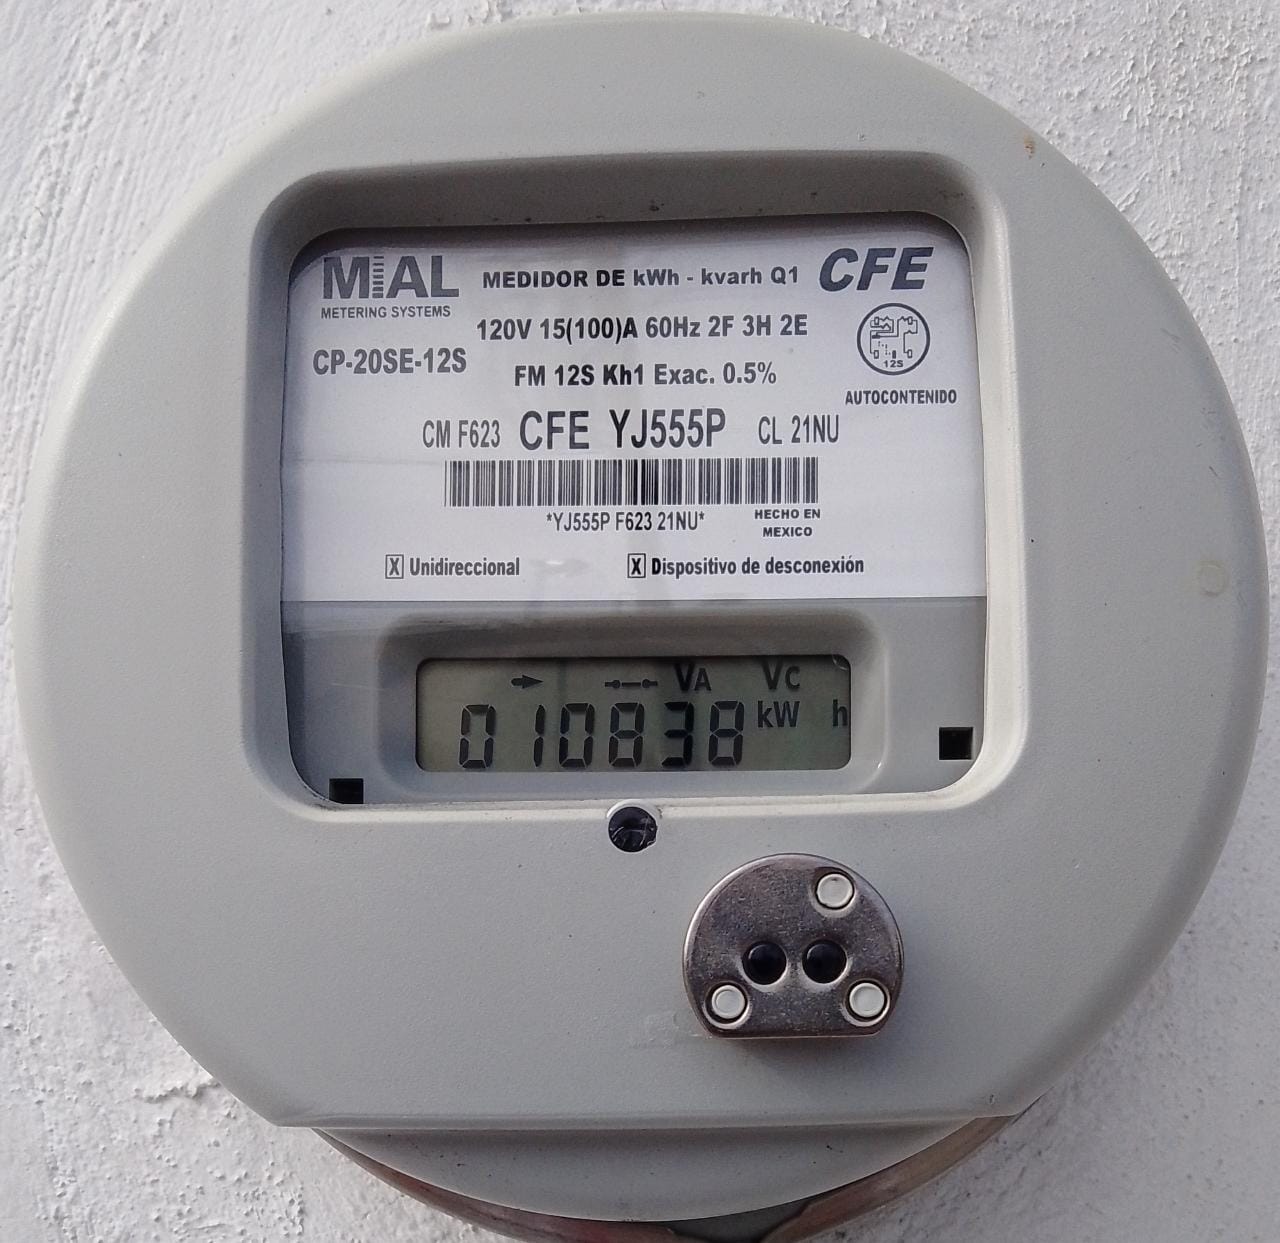 MIAL
METERING SYSTEMS
MEDIDOR DE kWh - kvarh Q1
CFE
120V 15(100)A 60Hz 2F 3H 2E
CP-20SE-12S
FM 12S Kh1 Exac. 0.5%
12S
AUTOCONTENIDO
CM F623 CFE YJ555P CL 21NU
*YJ555P F623 21NU*
HECHO EN
MEXICO
X Unidireccional
X Dispositivo de desconexión
VA VC
010838 kW h